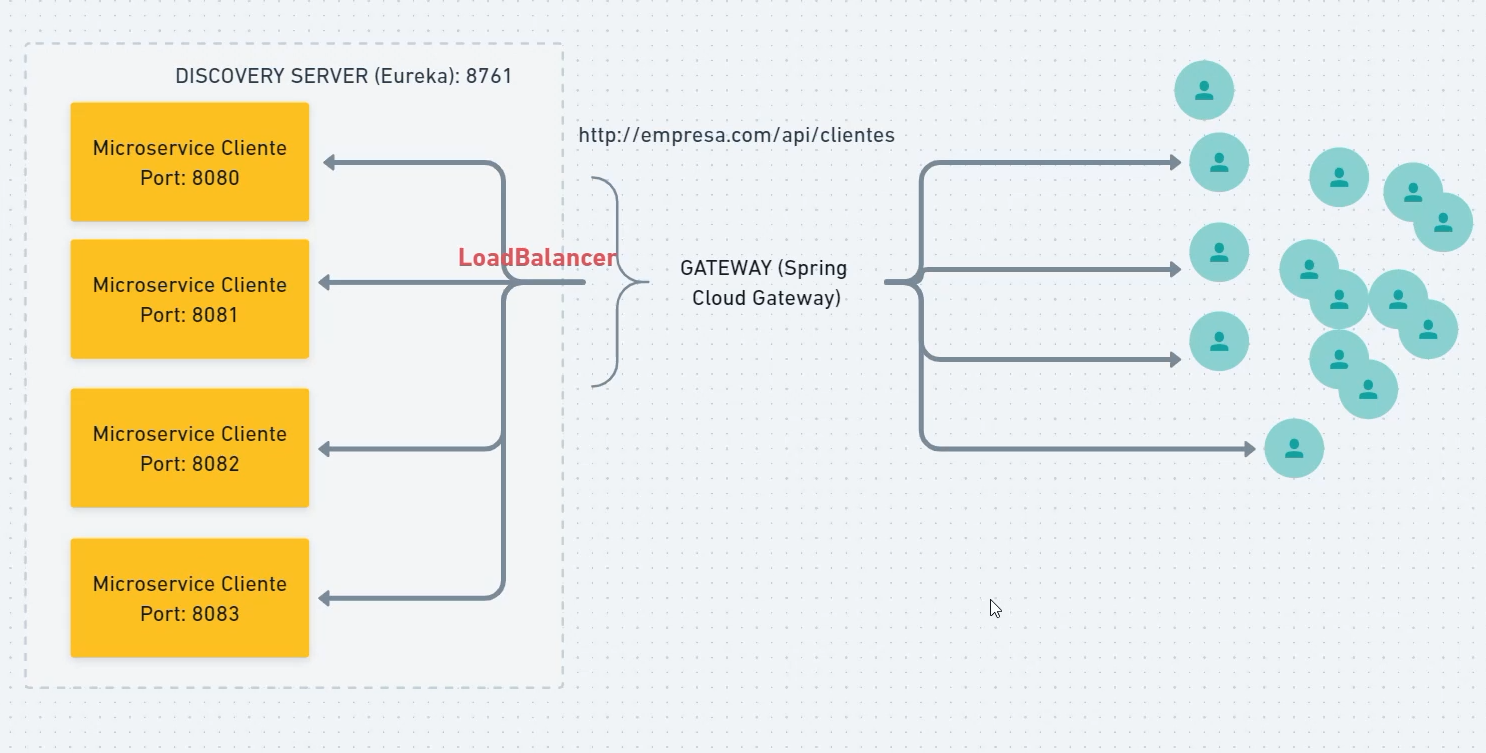 DISCOVERY SERVER (Eureka): 8761
Microservice Cliente
Port: 8080
Microservice Cliente
Port: 8081
Microservice Cliente
Port: 8082
Microservice Cliente
Port: 8083
LoadBalancer
http://empresa.com/api/clientes
GATEWAY (Spring
Cloud Gateway)